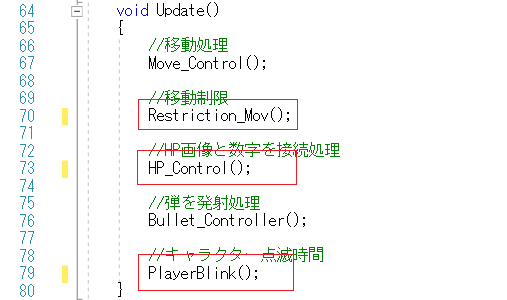 64 void Update()
65 {
66 //移動処理
67 Move_Control();
68
69 //移動制限
70 Restriction_Mov();
71
72 //HP画像と数字を接続処理
73 HP_Control();
74
75 //弾を発射処理
76 Bullet_Controller();
77
78 //キャラクター点滅時間
79 PlayerBlink();
80 }